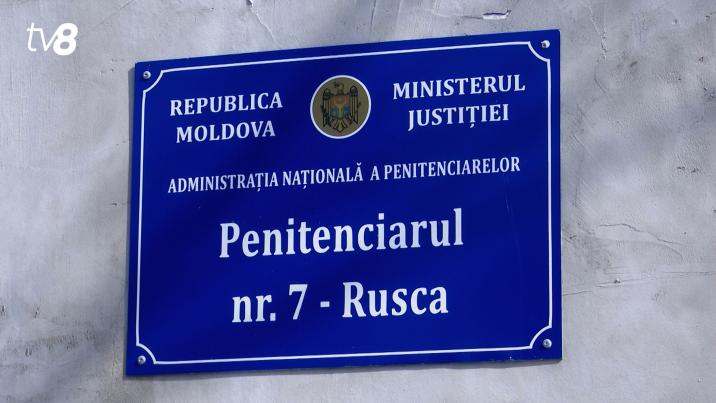 tv8
REPUBLICA
MOLDOVA
MINISTERUL
JUSTIȚIEI
ADMINISTRAȚIA NAȚIONALĂ A PENITENCIARELOR
Penitenciarul
nr. 7 - Rusca